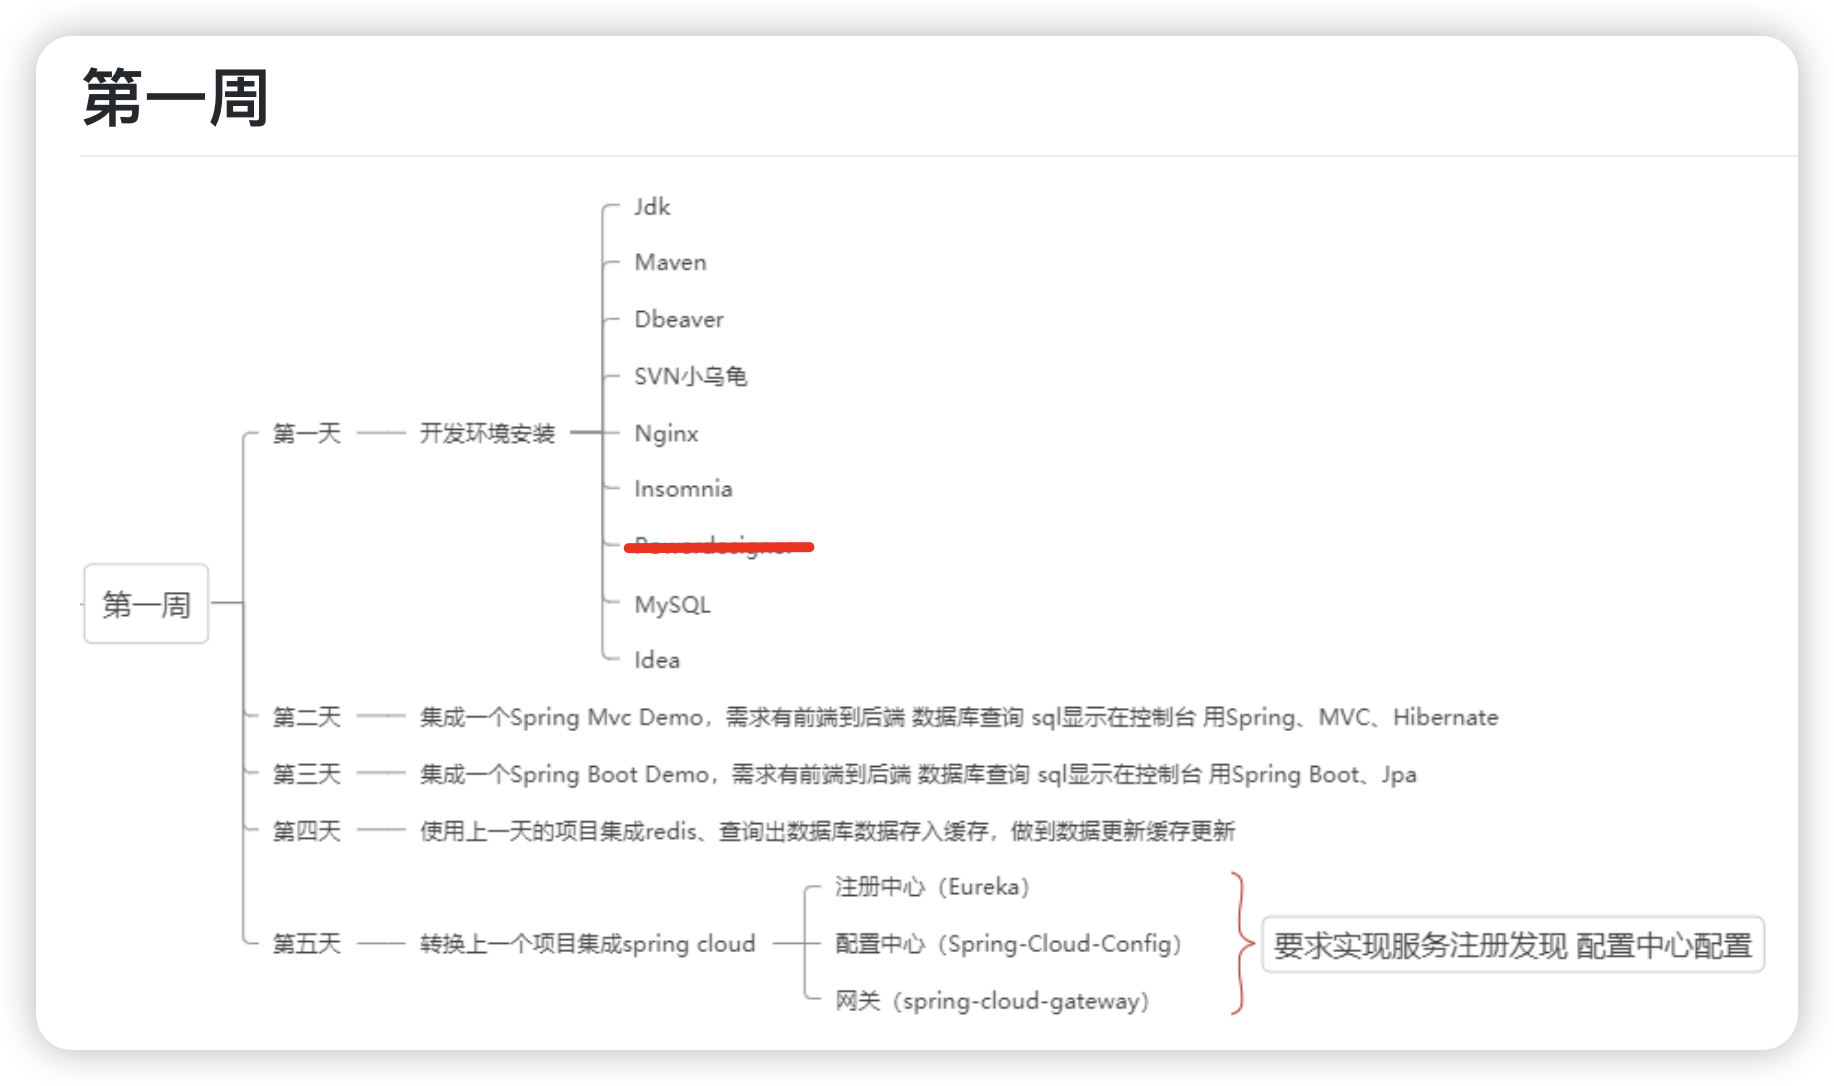 第一周
Jdk
Maven
Dbeaver
SVN小乌龟
第一天 开发环境安装 Nginx
Insomnia
Powerdesigner
第一周
MySQL
Idea
第二天 集成一个Spring Mvc Demo，需求有前端到后端 数据库查询 sql显示在控制台 用Spring、MVC、Hibernate
第三天 集成一个Spring Boot Demo，需求有前端到后端 数据库查询 sql显示在控制台 用Spring Boot、Jpa
第四天 使用上一天的项目集成redis、查询出数据库数据存入缓存，做到数据更新缓存更新
注册中心（Eureka）
第五天 转换上一个项目集成spring cloud 配置中心（Spring-Cloud-Config） 要求实现服务注册发现 配置中心配置
网关（spring-cloud-gateway）